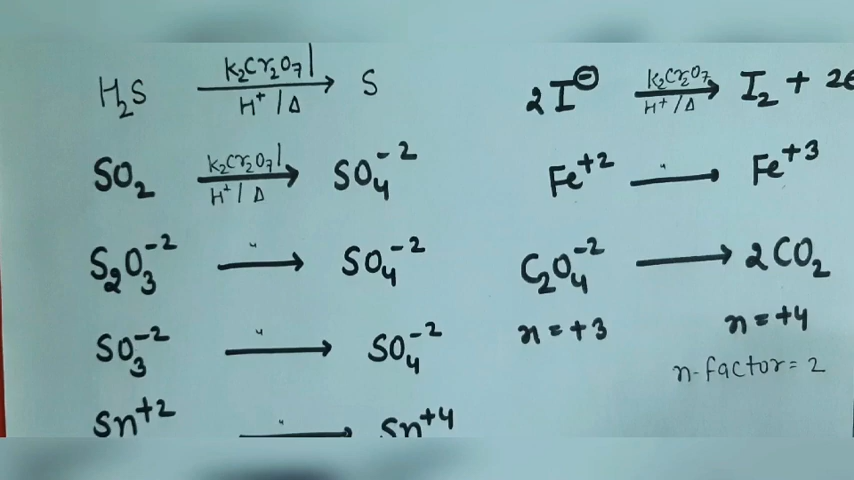 H₂S —K₂Cr₂O₇| / H⁺ / Δ→ S
SO₂ —K₂Cr₂O₇| / H⁺ / Δ→ SO₄⁻²
S₂O₃⁻² —"→ SO₄⁻²
SO₃⁻² —"→ SO₄⁻²
Sn⁺² —"→ Sn⁺⁴
2I⊖ —K₂Cr₂O₇ / H⁺ / Δ→ I₂ + 2e
Fe⁺² —"→ Fe⁺³
C₂O₄⁻² → 2CO₂
n = +3 n = +4
n-factor = 2